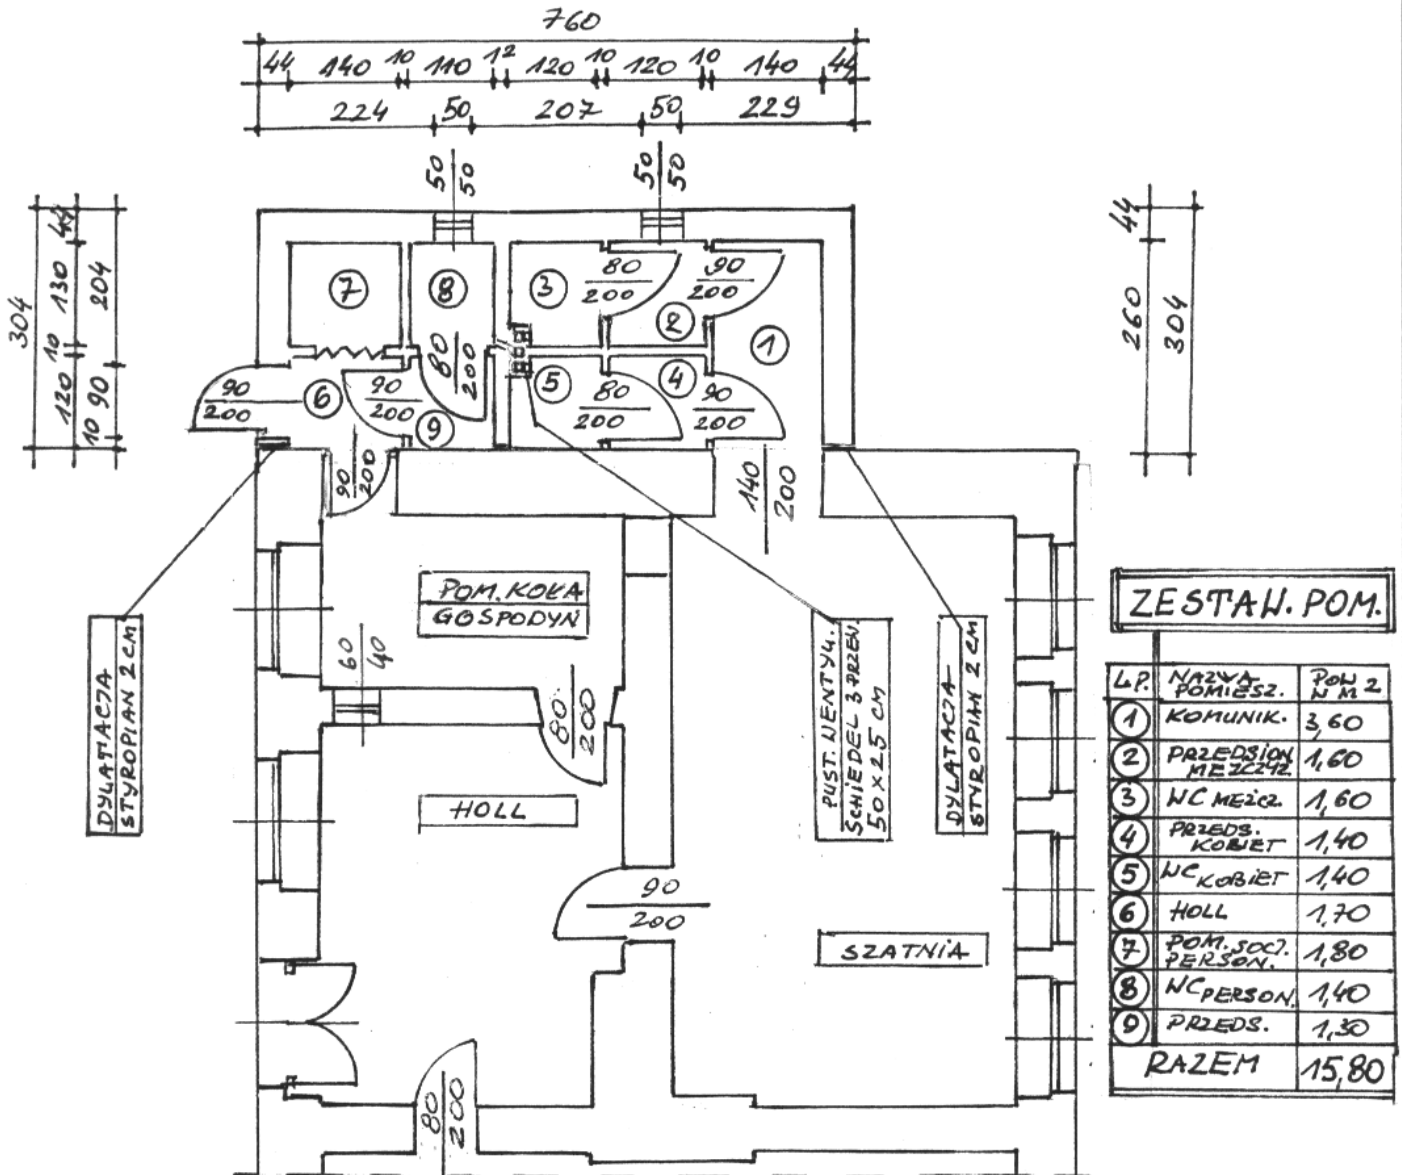 760
44 140 10 110 12 120 10 120 10 140 44
224 50 207 50 229
50
50
50
50
44
130
10
120
204
90
10
304
44
260
304
7
8
3
80
200
90
200
2
1
80
200
5
4
90
200
6
90
200
9
80
200
90
200
90
200
140
200
POM. KOŁA
GOSPODYŃ
60
40
80
200
HOLL
90
200
SZATNIA
80
200
DYLATACJA
STYROPIAN 2 CM
PUST. WENTYL.
SCHIEDEL 3 PRZEW.
50 x 25 CM
DYLATACJA
STYROPIAN 2 CM
ZESTAW. POM.
L.P. NAZWA POMIESZ. POW W M2
1 KOMUNIK. 3,60
2 PRZEDSION MEZCZYZ 1,60
3 WC MEŻCZ. 1,60
4 PRZEDS. KOBIET 1,40
5 WC KOBIET 1,40
6 HOLL 1,70
7 POM. SOCJ. PERSON. 1,80
8 WC PERSON. 1,40
9 PRZEDS. 1,30
RAZEM 15,80